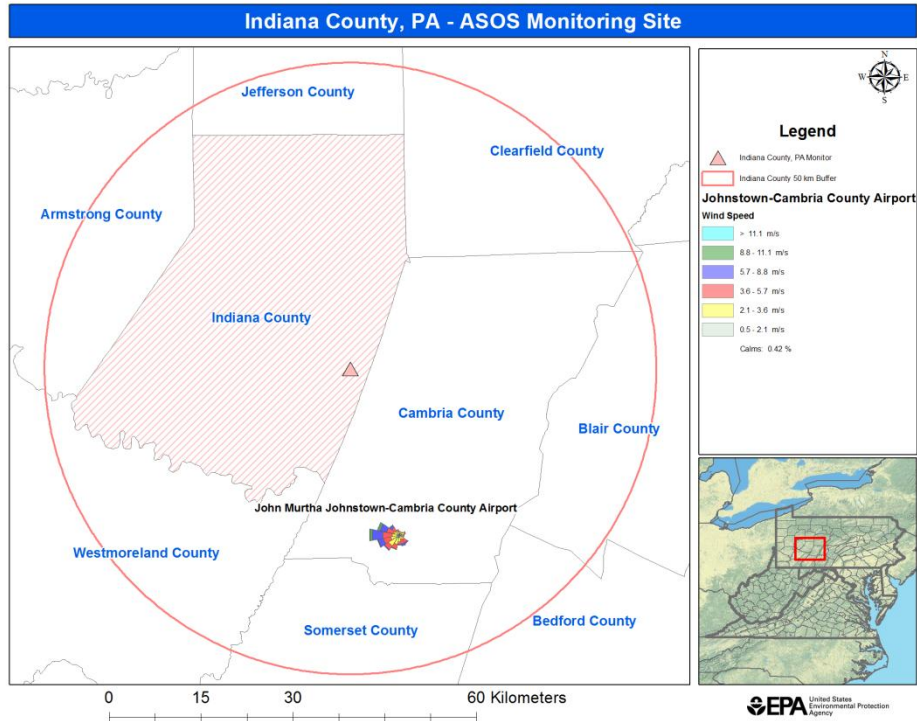 Indiana County, PA - ASOS Monitoring Site
Jefferson County
Clearfield County
Armstrong County
Indiana County
Cambria County
Blair County
John Murtha Johnstown-Cambria County Airport
Westmoreland County
Bedford County
Somerset County
0 15 30 60 Kilometers
N
W E
S
Legend
Indiana County, PA Monitor
Indiana County 50 km Buffer
Johnstown-Cambria County Airport
Wind Speed
> 11.1 m/s
8.8 - 11.1 m/s
5.7 - 8.8 m/s
3.6 - 5.7 m/s
2.1 - 3.6 m/s
0.5 - 2.1 m/s
Calms: 0.42 %
EPA
United States
Environmental Protection
Agency